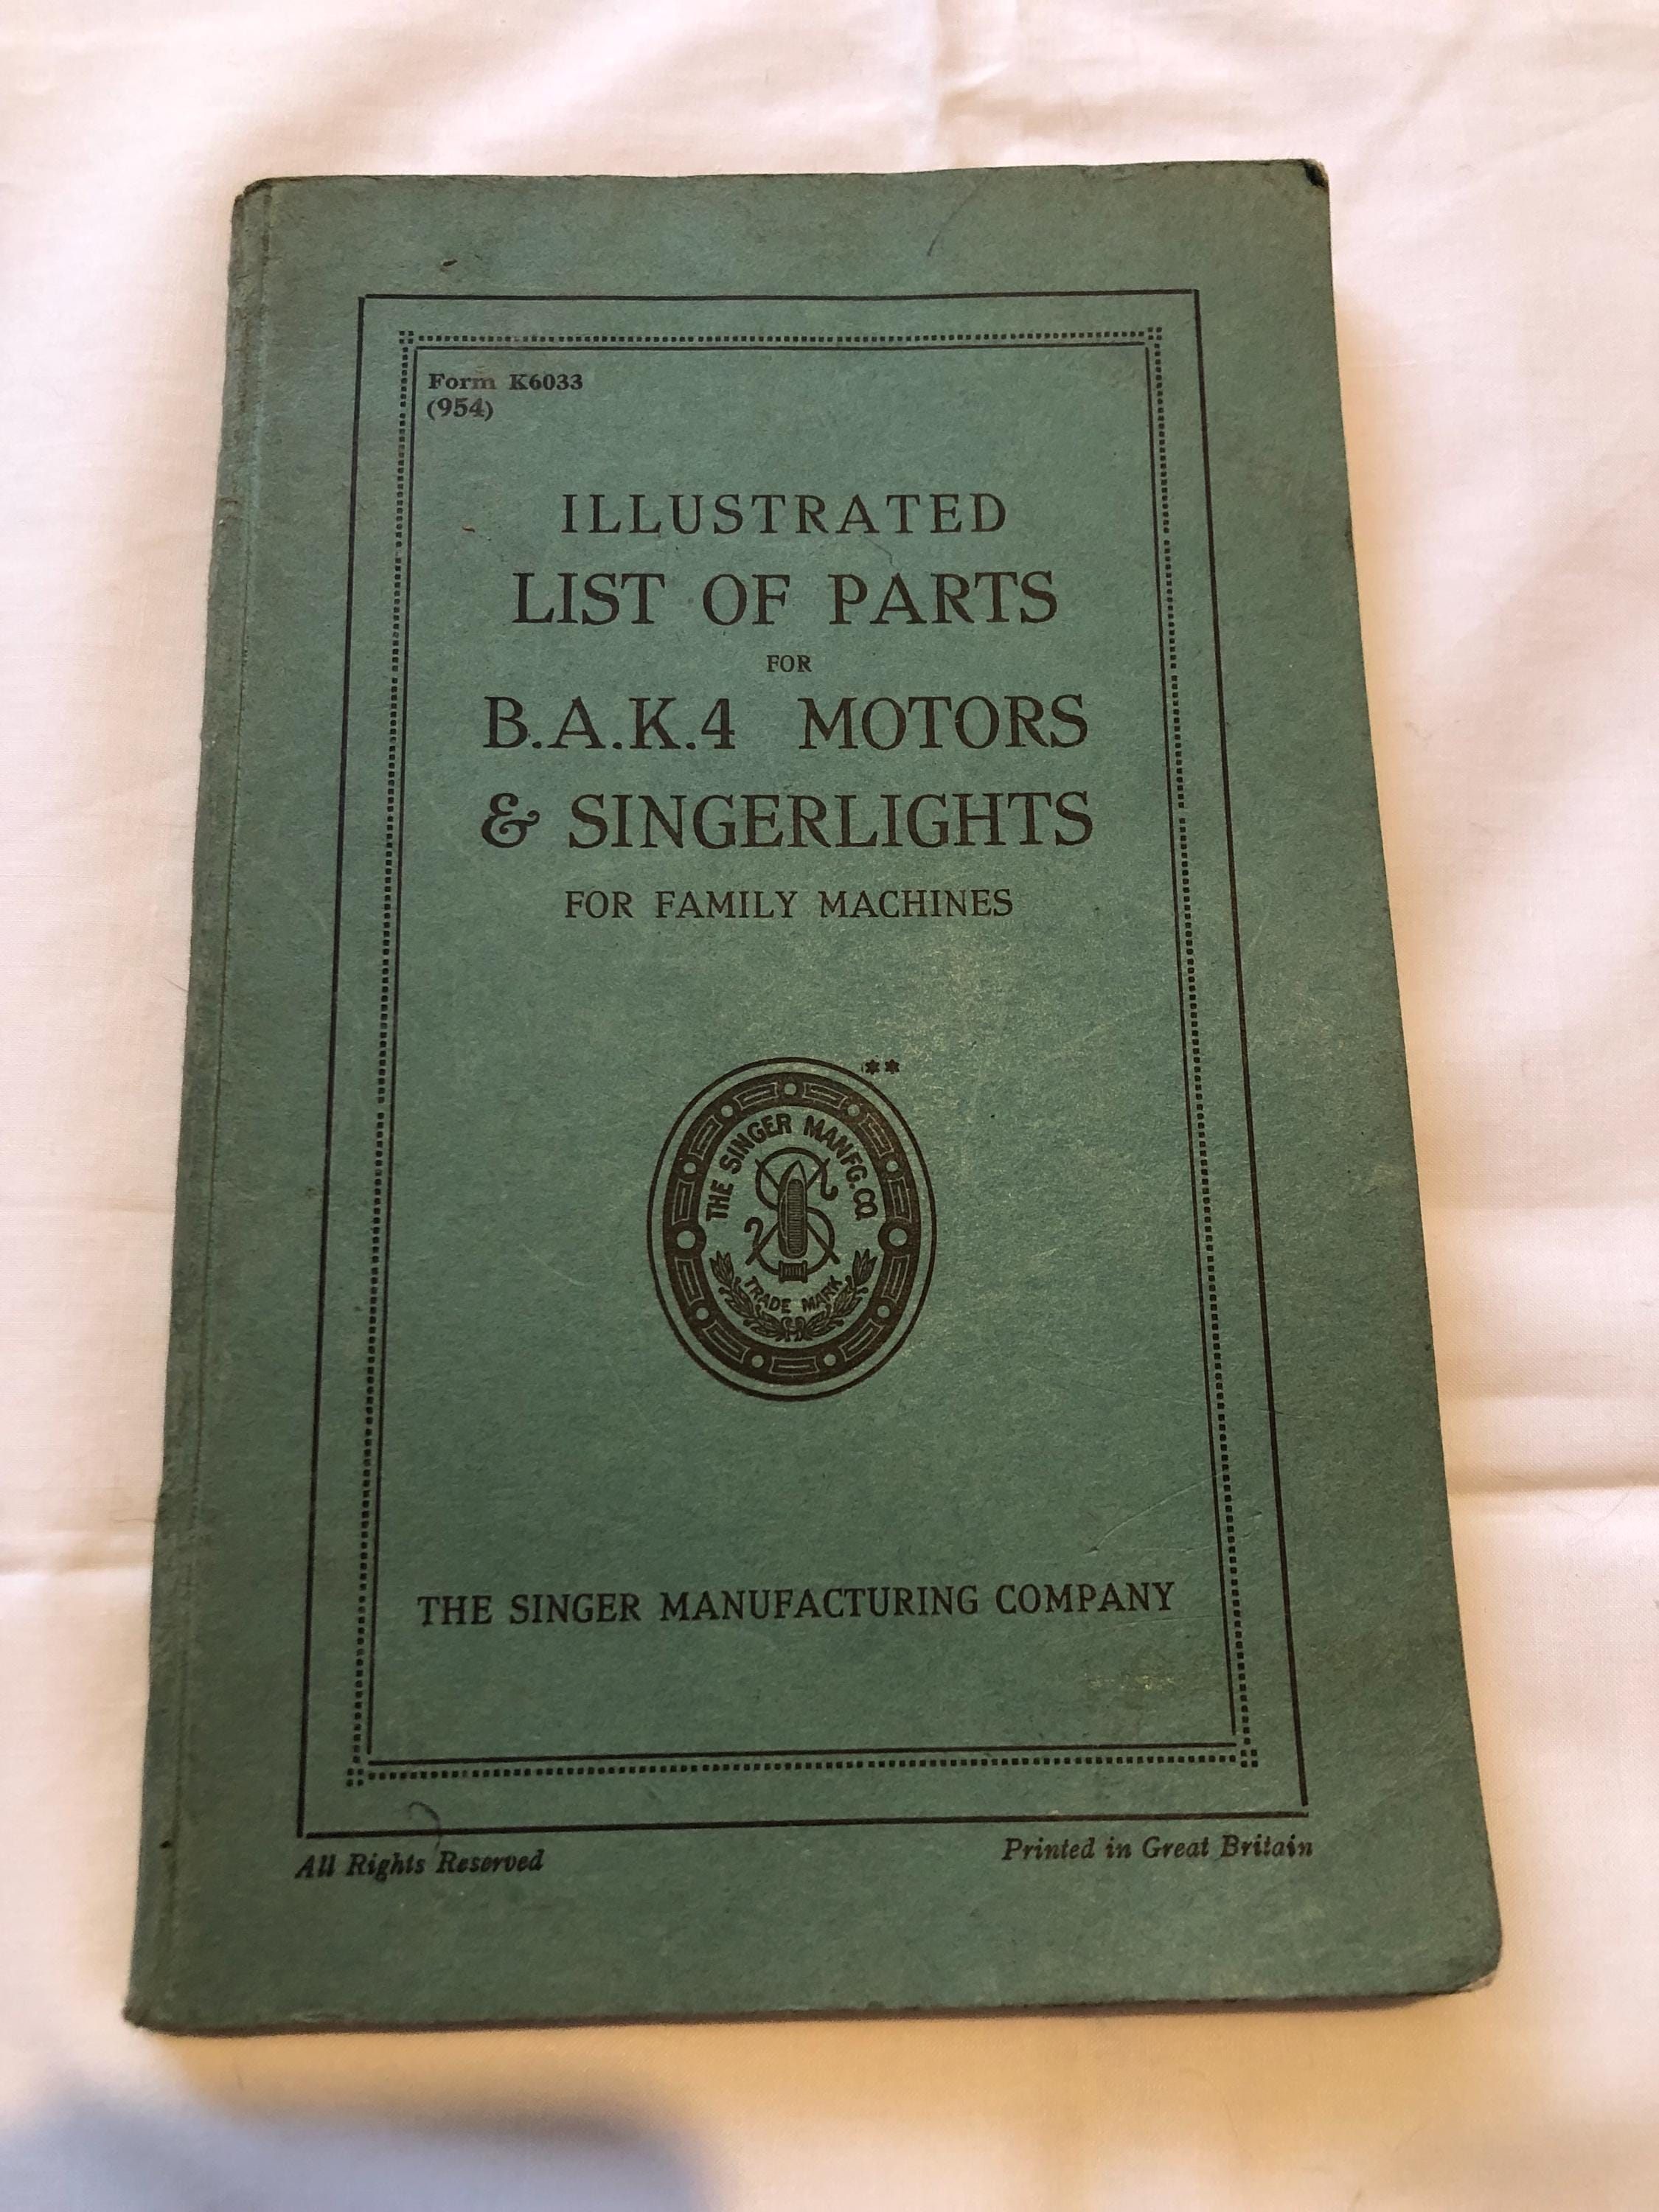 Form K6033
(954)
ILLUSTRATED
LIST OF PARTS
FOR
B.A.K.4 MOTORS
& SINGERLIGHTS
FOR FAMILY MACHINES
**
THE SINGER MANFG. CO.
TRADE MARK
THE SINGER MANUFACTURING COMPANY
All Rights Reserved
Printed in Great Britain